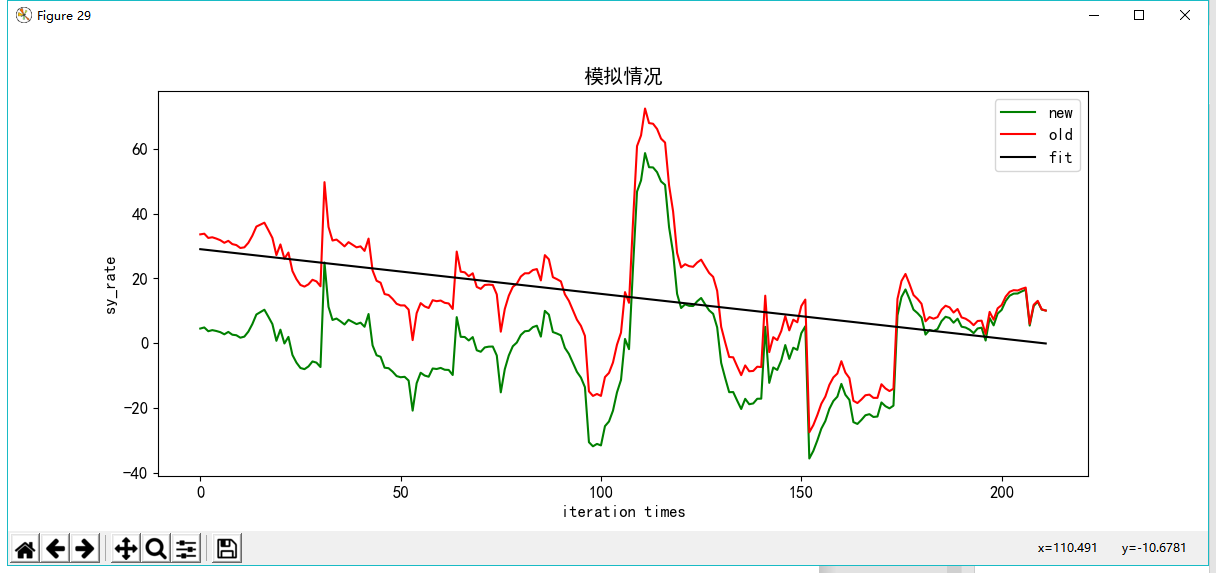 Figure 29
模拟情况
new
old
fit
60
40
20
0
−20
−40
sy_rate
0 50 100 150 200
iteration times
x=110.491 y=-10.6781